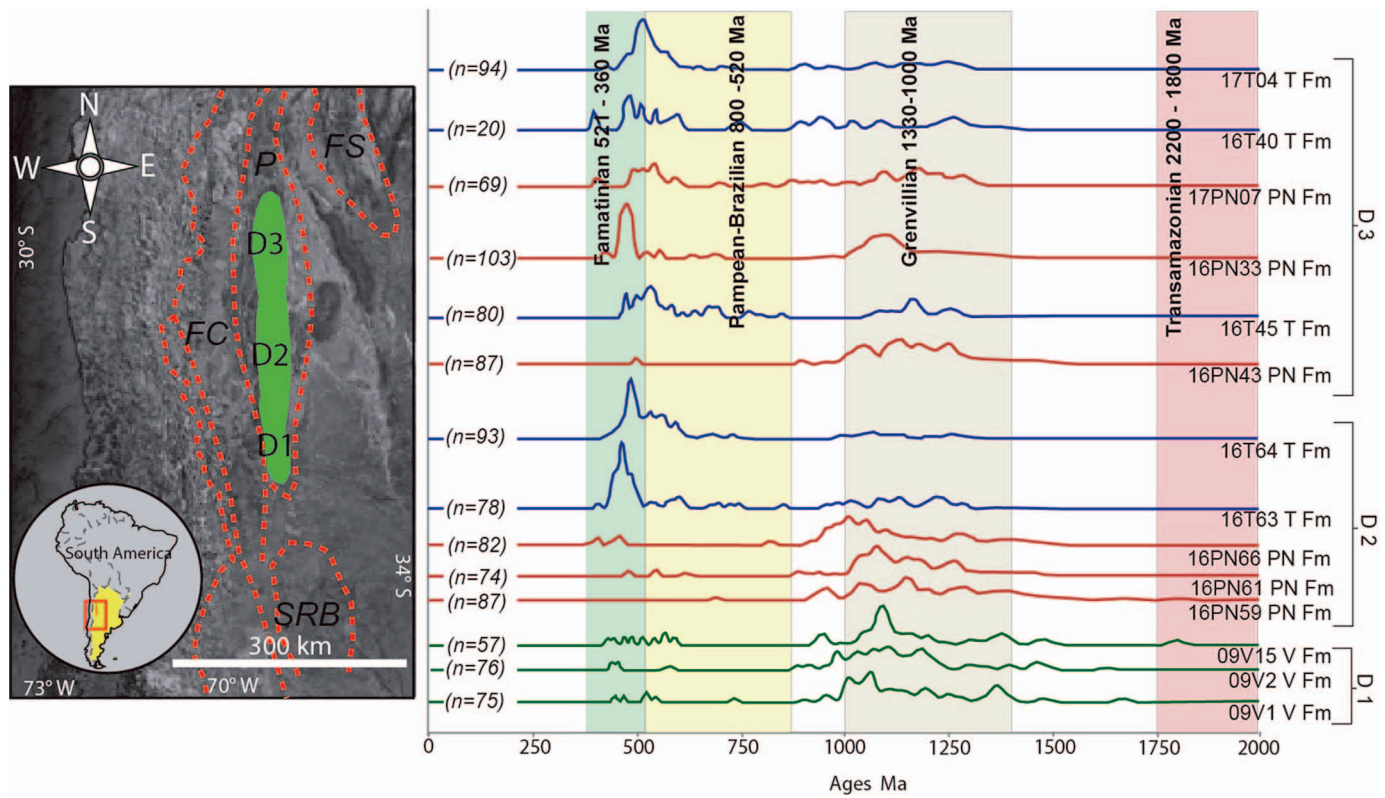 N
W
E
S
30° S
P
FS
D3
FC
D2
D1
South America
SRB
34° S
300 km
73° W
70° W
Famatinian 521 - 360 Ma
Pampean-Brazilian 800 -520 Ma
Grenvillian 1330-1000 Ma
Transamazonian 2200 - 1800 Ma
(n=94)
17T04 T Fm
(n=20)
16T40 T Fm
(n=69)
17PN07 PN Fm
(n=103)
16PN33 PN Fm
(n=80)
16T45 T Fm
(n=87)
16PN43 PN Fm
D 3
(n=93)
16T64 T Fm
(n=78)
16T63 T Fm
(n=82)
16PN66 PN Fm
(n=74)
16PN61 PN Fm
(n=87)
16PN59 PN Fm
D 2
(n=57)
09V15 V Fm
(n=76)
09V2 V Fm
(n=75)
09V1 V Fm
D 1
0
250
500
750
1000
1250
1500
1750
2000
Ages Ma